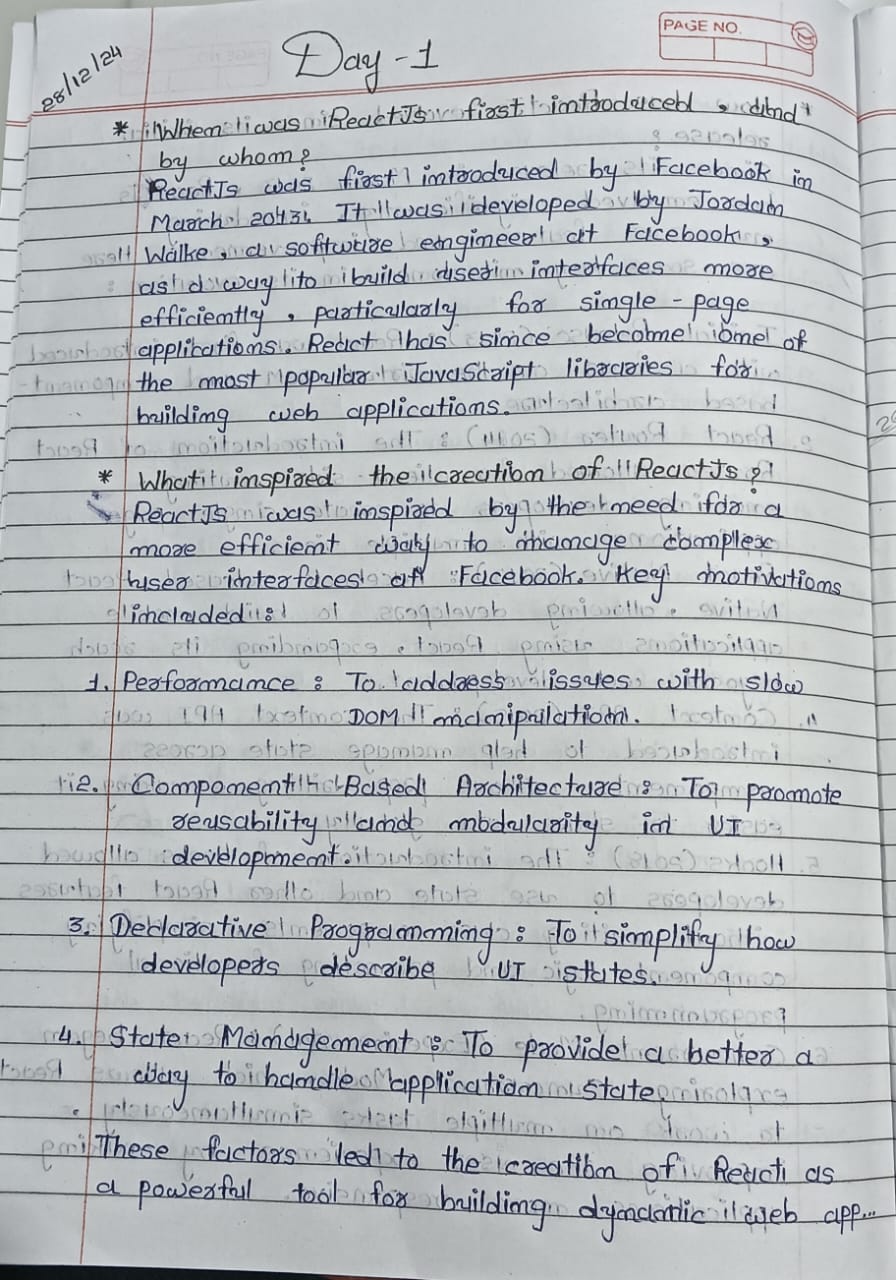 28/12/24
Day - 1
PAGE NO.
* When was ReactJs first introduced, and
by whom?
ReactJs was first introduced by Facebook in
March 2013. It was developed by Jordan
Walke, a software engineer at Facebook,
as a way to build user interfaces more
efficiently, particularly for single-page
applications. React has since become one of
the most popular JavaScript libraries for
building web applications.
* What inspired the creation of ReactJs?
ReactJs was inspired by the need for a
more efficient way to manage complex
user interfaces at Facebook. Key motivations
included:
1. Performance: To address issues with slow
DOM manipulation.
2. Component-Based Architecture: To promote
reusability and modularity in UI
development.
3. Declarative Programming: To simplify how
developers describe UI states.
4. State Management: To provide a better a
way to handle application state
These factors led to the creation of React as
a powerful tool for building dynamic web app...